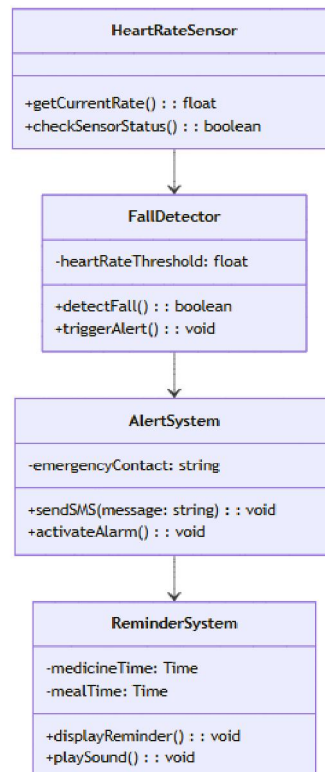 HeartRateSensor
+getCurrentRate() : : float
+checkSensorStatus() : : boolean
FallDetector
-heartRateThreshold: float
+detectFall() : : boolean
+triggerAlert() : : void
AlertSystem
-emergencyContact: string
+sendSMS(message: string) : : void
+activateAlarm() : : void
ReminderSystem
-medicineTime: Time
-mealTime: Time
+displayReminder() : : void
+playSound() : : void